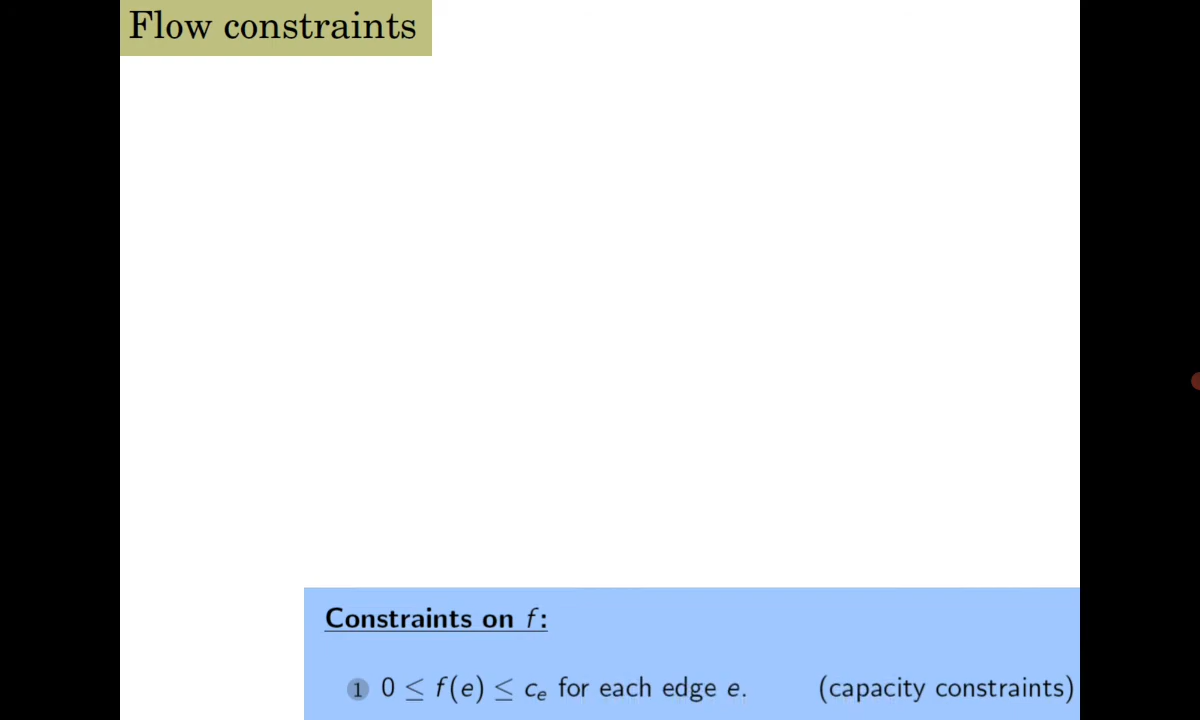 Flow constraints
Constraints on f:
1 0 ≤ f(e) ≤ cₑ for each edge e. (capacity constraints)